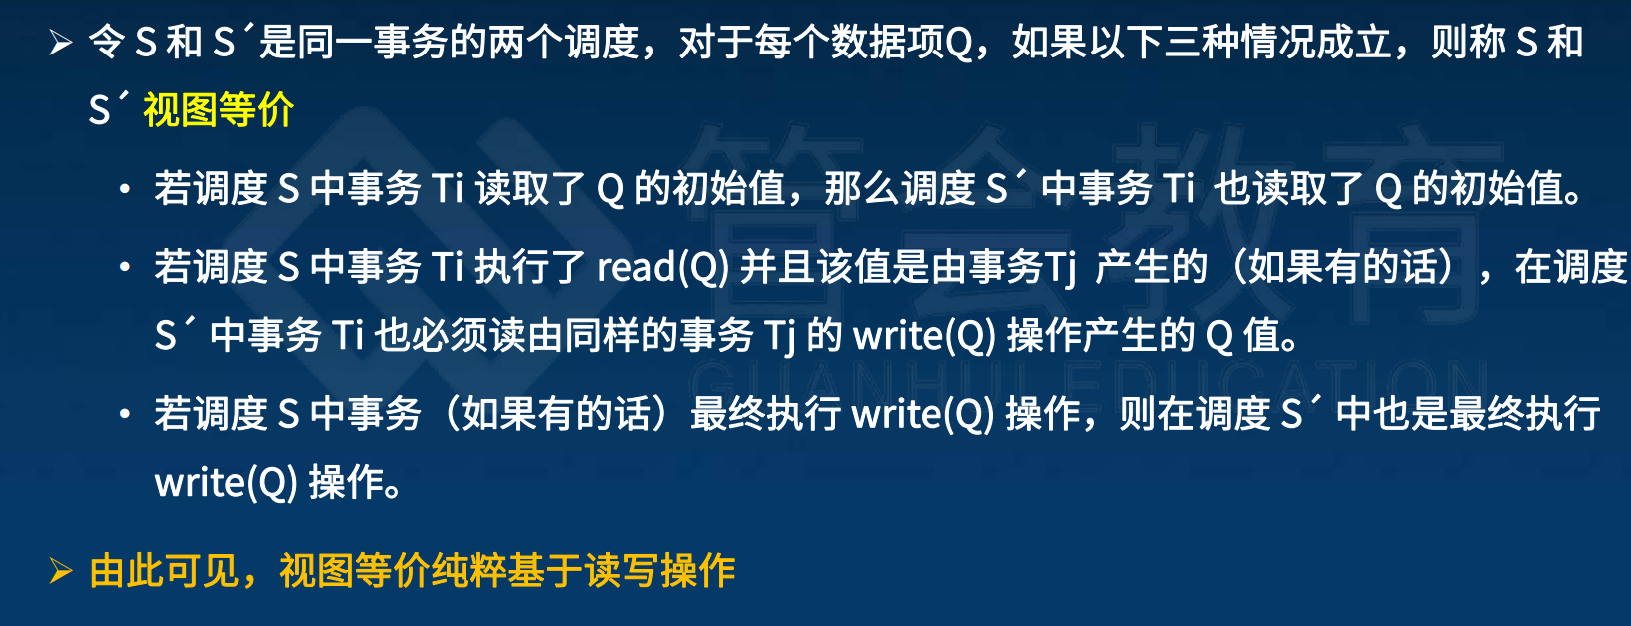 ➢ 令 S 和 S´是同一事务的两个调度，对于每个数据项Q，如果以下三种情况成立，则称 S 和
S´ 视图等价
• 若调度 S 中事务 Ti 读取了 Q 的初始值，那么调度 S´ 中事务 Ti 也读取了 Q 的初始值。
• 若调度 S 中事务 Ti 执行了 read(Q) 并且该值是由事务Tj 产生的（如果有的话），在调度
S´ 中事务 Ti 也必须读由同样的事务 Tj 的 write(Q) 操作产生的 Q 值。
• 若调度 S 中事务（如果有的话）最终执行 write(Q) 操作，则在调度 S´ 中也是最终执行
write(Q) 操作。
➢ 由此可见，视图等价纯粹基于读写操作
管会教育
GUANHUI EDUCATION